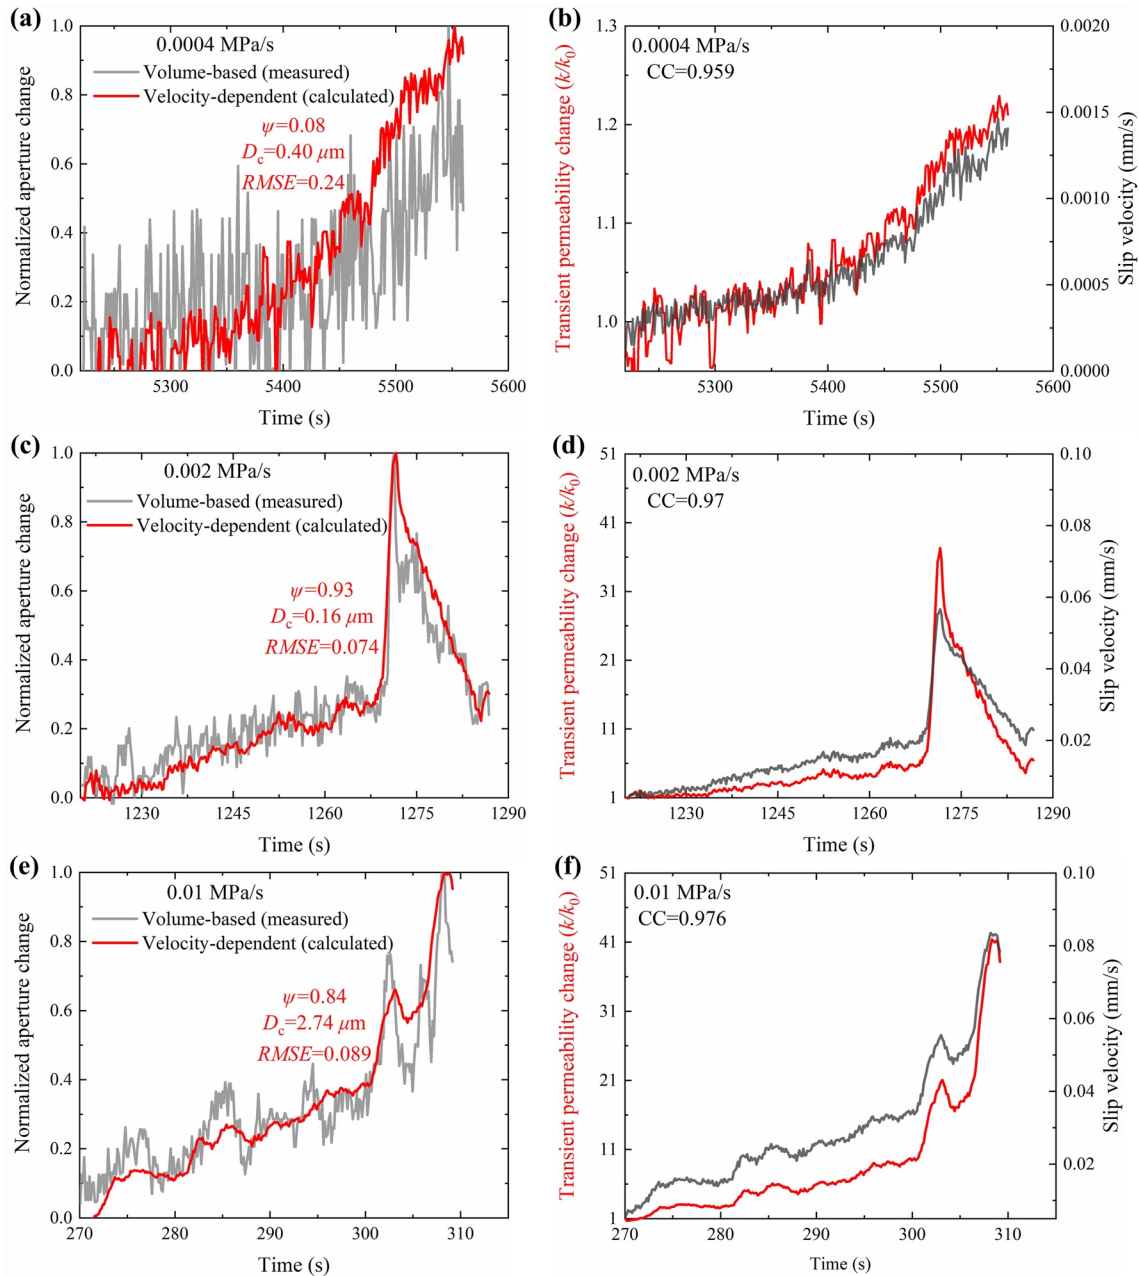 (a)
1.0
0.8
0.6
0.4
0.2
0.0
Normalized aperture change
0.0004 MPa/s
Volume-based (measured)
Velocity-dependent (calculated)
ψ=0.08
Dc=0.40 μm
RMSE=0.24
5300 5400 5500 5600
Time (s)
(b)
1.3
1.2
1.1
1.0
Transient permeability change (k/k0)
0.0004 MPa/s
CC=0.959
0.0020
0.0015
0.0010
0.0005
0.0000
Slip velocity (mm/s)
5300 5400 5500 5600
Time (s)
(c)
1.0
0.8
0.6
0.4
0.2
0.0
Normalized aperture change
0.002 MPa/s
Volume-based (measured)
Velocity-dependent (calculated)
ψ=0.93
Dc=0.16 μm
RMSE=0.074
1230 1245 1260 1275 1290
Time (s)
(d)
51
41
31
21
11
1
Transient permeability change (k/k0)
0.002 MPa/s
CC=0.97
0.10
0.08
0.06
0.04
0.02
Slip velocity (mm/s)
1230 1245 1260 1275 1290
Time (s)
(e)
1.0
0.8
0.6
0.4
0.2
0.0
Normalized aperture change
0.01 MPa/s
Volume-based (measured)
Velocity-dependent (calculated)
ψ=0.84
Dc=2.74 μm
RMSE=0.089
270 280 290 300 310
Time (s)
(f)
51
41
31
21
11
1
Transient permeability change (k/k0)
0.01 MPa/s
CC=0.976
0.10
0.08
0.06
0.04
0.02
Slip velocity (mm/s)
270 280 290 300 310
Time (s)